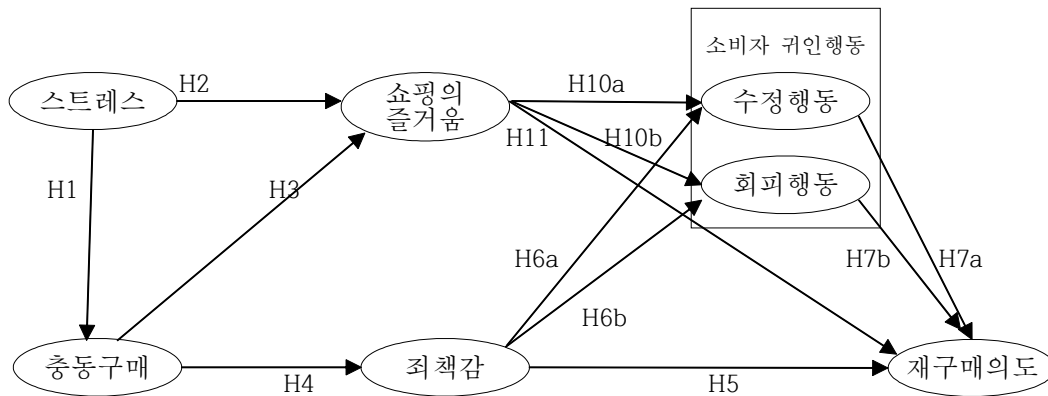 소비자 귀인행동
스트레스
H2
쇼핑의
즐거움
H10a
수정행동
H11
H10b
H1
H3
회피행동
H6a
H7b
H7a
H6b
충동구매
H4
죄책감
H5
재구매의도